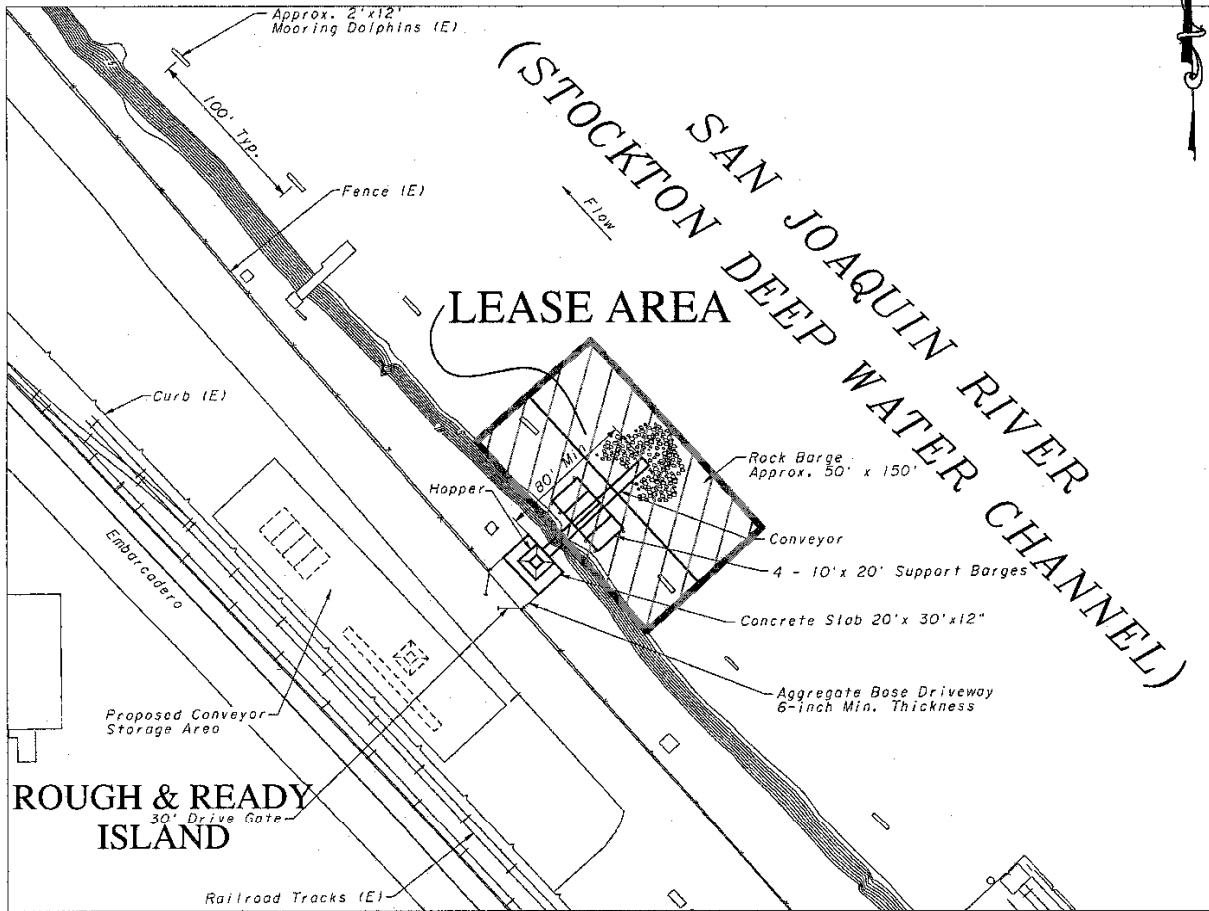 Approx. 2'x12'
Mooring Dolphins (E)
100' Typ.
Fence (E)
Flow
SAN JOAQUIN RIVER
(STOCKTON DEEP WATER CHANNEL)
LEASE AREA
Curb (E)
Rock Barge
Approx. 50' x 150'
80' Min
Hopper
Conveyor
4 - 10'x 20' Support Barges
Embarcadero
Concrete Slab 20'x 30'x12"
Aggregate Base Driveway
6-inch Min. Thickness
Proposed Conveyor
Storage Area
ROUGH & READY
ISLAND
30' Drive Gate
Railroad Tracks (E)